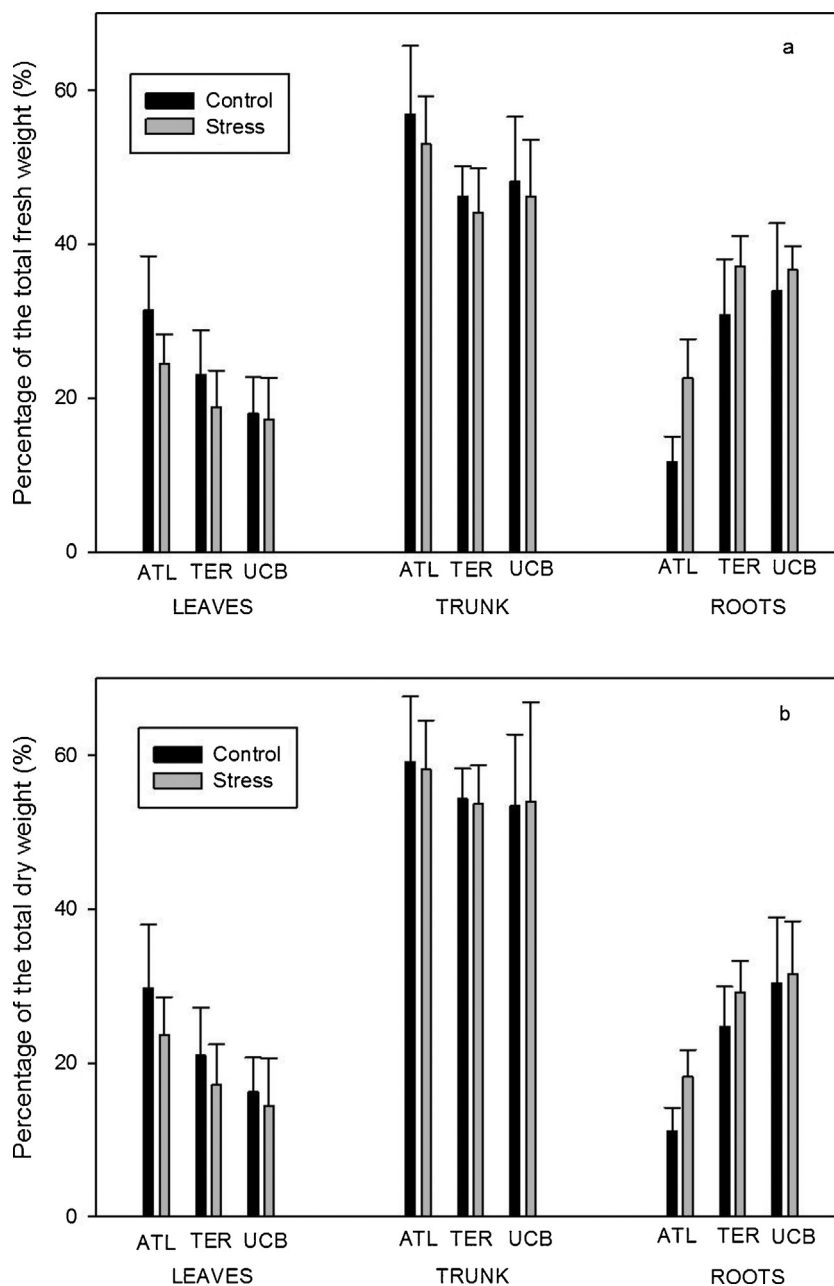 a
Percentage of the total fresh weight (%)
60
40
20
0
Control
Stress
ATL TER UCB ATL TER UCB ATL TER UCB
LEAVES TRUNK ROOTS
b
Percentage of the total dry weight (%)
60
40
20
0
Control
Stress
ATL TER UCB ATL TER UCB ATL TER UCB
LEAVES TRUNK ROOTS